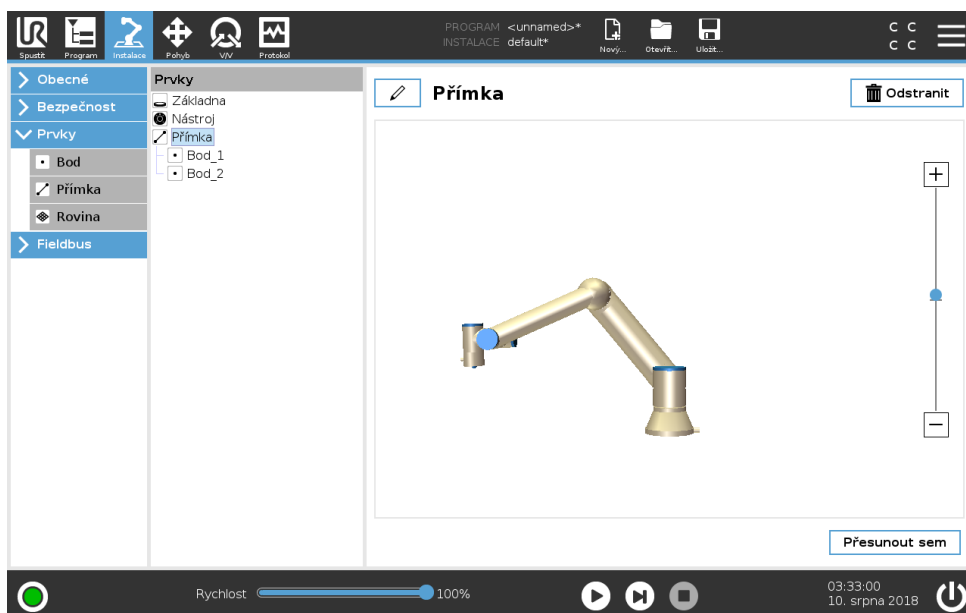 PROGRAM <unnamed>*
INSTALACE default*
Spustit Program Instalace Pohyb V/V Protokol
Nový... Otevřít... Uložit...
C C
C C
Obecné
Bezpečnost
Prvky
Bod
Přímka
Rovina
Fieldbus
Prvky
Základna
Nástroj
Přímka
Bod_1
Bod_2
Přímka
Odstranit
Přesunout sem
Rychlost 100%
03:33:00
10. srpna 2018